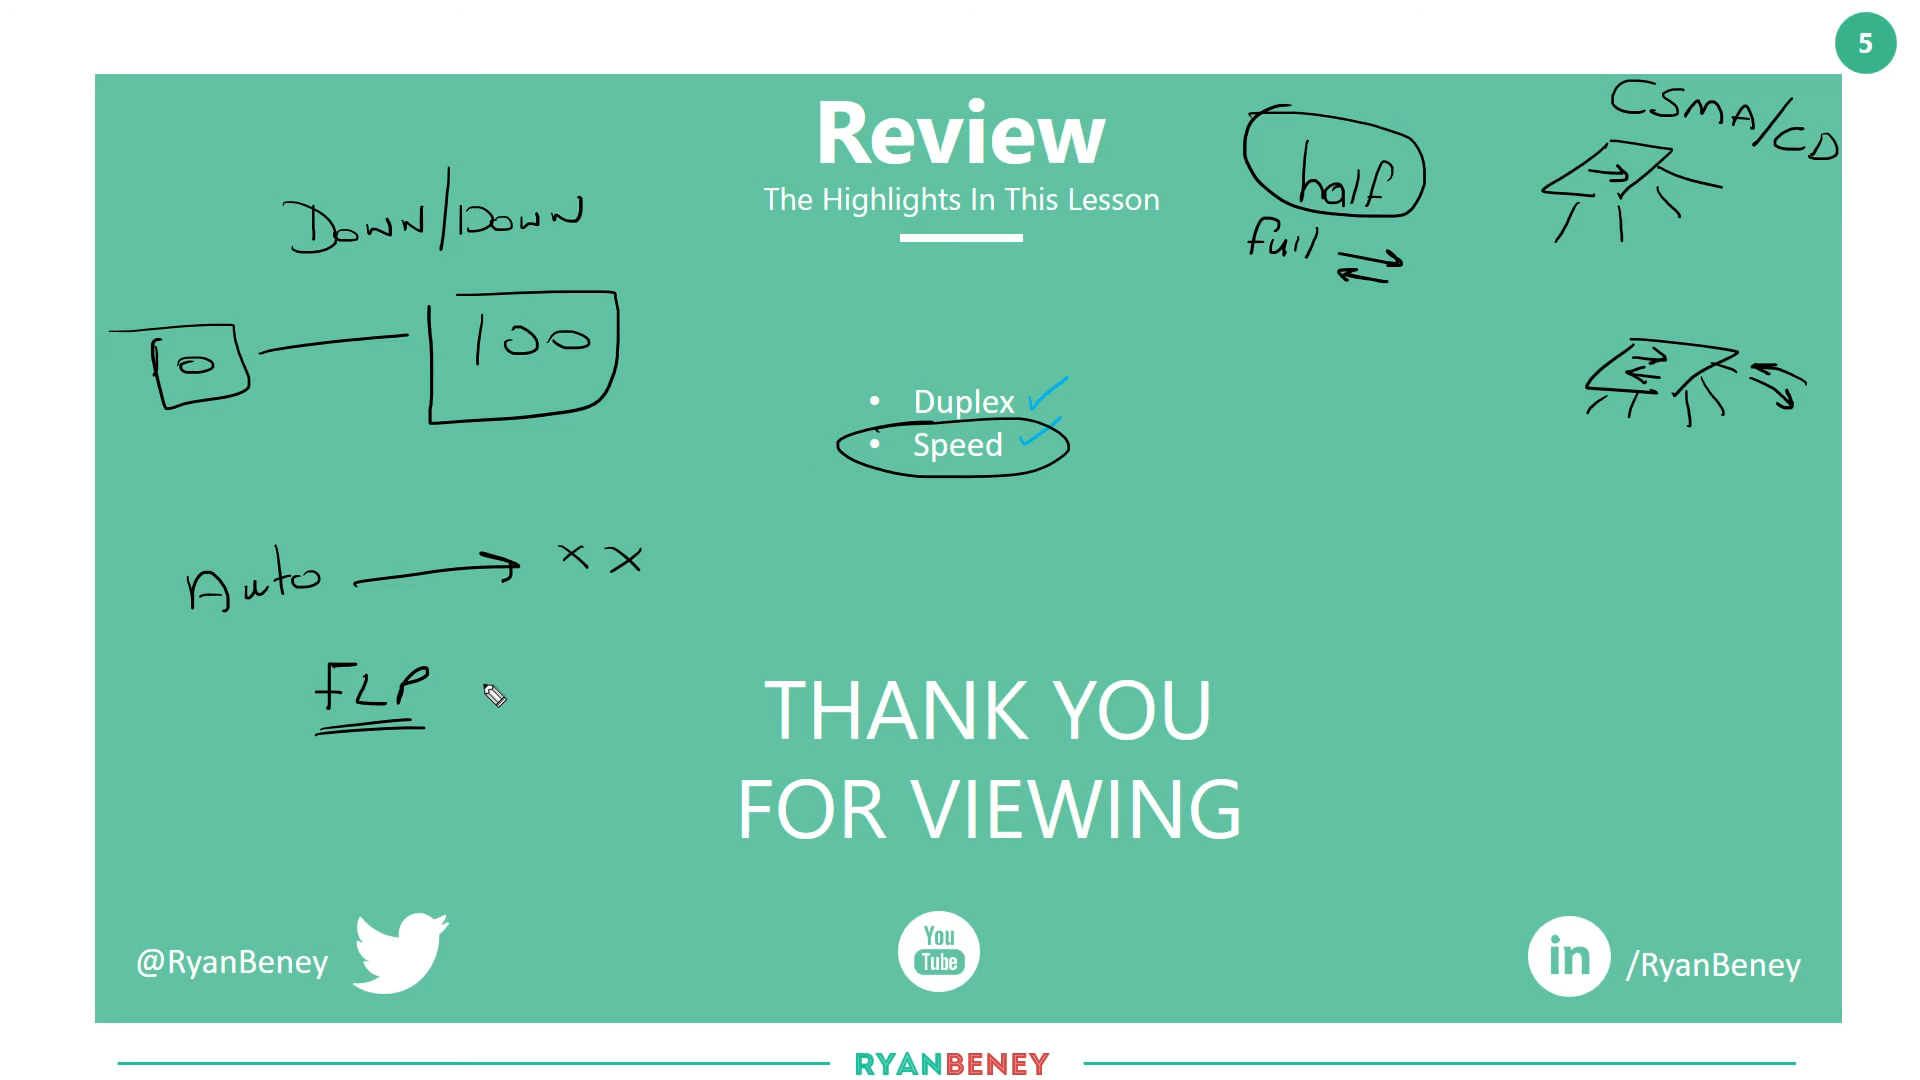 5
Review
The Highlights In This Lesson
CSMA/CD
half
full
Down/Down
10
100
• Duplex
• Speed
Auto
xx
FLP
THANK YOU
FOR VIEWING
@RyanBeney
You
Tube
in
/RyanBeney
RYANBENEY